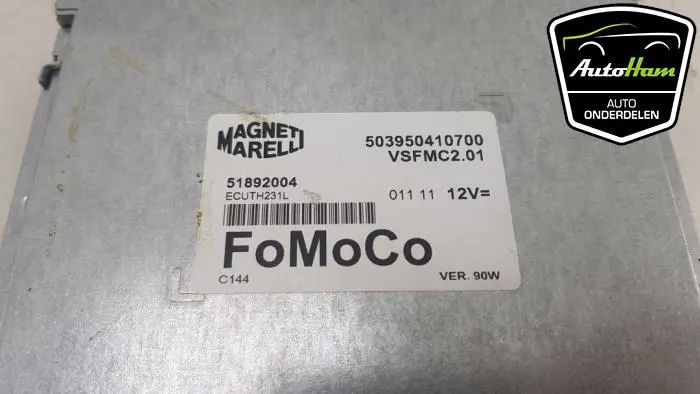 MAGNETI
MARELLI
503950410700
VSFMC2.01
51892004
ECUTH231L
011 11 12V=
FoMoCo
C144
VER. 90W
AutoHam
AUTO
ONDERDELEN